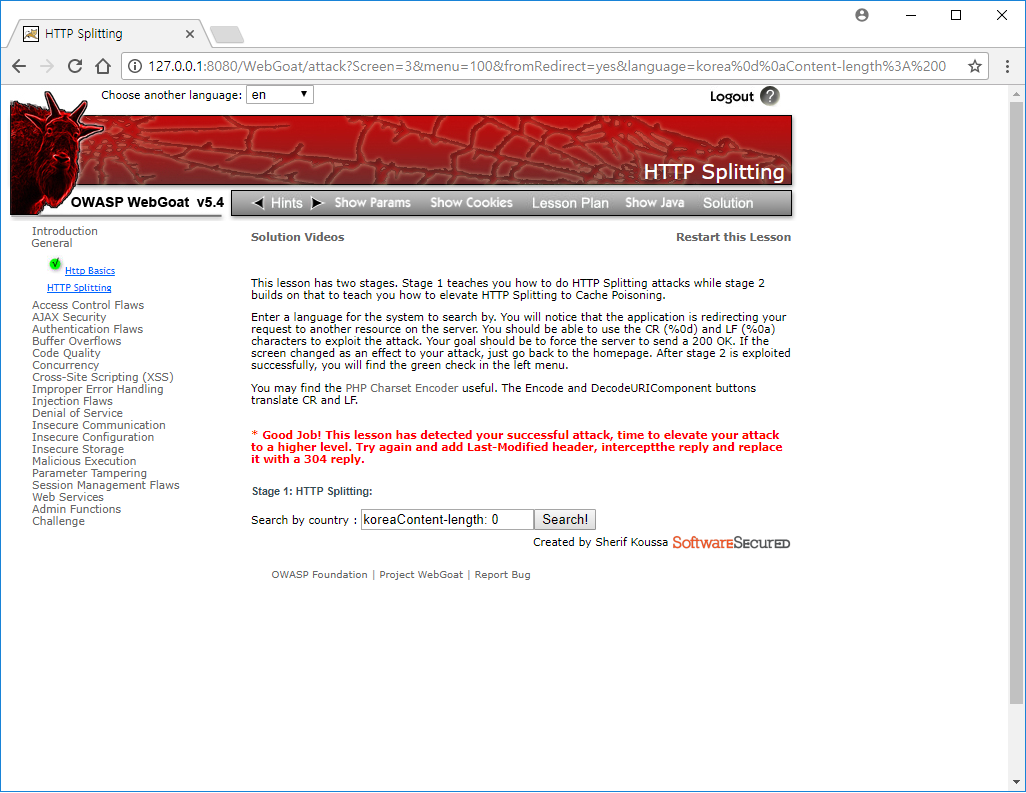 HTTP Splitting
127.0.0.1:8080/WebGoat/attack?Screen=3&menu=100&fromRedirect=yes&language=korea%0d%0aContent-length%3A%200
Choose another language: en
Logout ?
HTTP Splitting
OWASP WebGoat v5.4
Hints Show Params Show Cookies Lesson Plan Show Java Solution
Introduction
General
Http Basics
HTTP Splitting
Access Control Flaws
AJAX Security
Authentication Flaws
Buffer Overflows
Code Quality
Concurrency
Cross-Site Scripting (XSS)
Improper Error Handling
Injection Flaws
Denial of Service
Insecure Communication
Insecure Configuration
Insecure Storage
Malicious Execution
Parameter Tampering
Session Management Flaws
Web Services
Admin Functions
Challenge
Solution Videos
Restart this Lesson
This lesson has two stages. Stage 1 teaches you how to do HTTP Splitting attacks while stage 2
builds on that to teach you how to elevate HTTP Splitting to Cache Poisoning.
Enter a language for the system to search by. You will notice that the application is redirecting your
request to another resource on the server. You should be able to use the CR (%0d) and LF (%0a)
characters to exploit the attack. Your goal should be to force the server to send a 200 OK. If the
screen changed as an effect to your attack, just go back to the homepage. After stage 2 is exploited
successfully, you will find the green check in the left menu.
You may find the PHP Charset Encoder useful. The Encode and DecodeURIComponent buttons
translate CR and LF.
* Good Job! This lesson has detected your successful attack, time to elevate your attack
to a higher level. Try again and add Last-Modified header, interceptthe reply and replace
it with a 304 reply.
Stage 1: HTTP Splitting:
Search by country : koreaContent-length: 0 Search!
Created by Sherif Koussa SoftwareSecured
OWASP Foundation | Project WebGoat | Report Bug